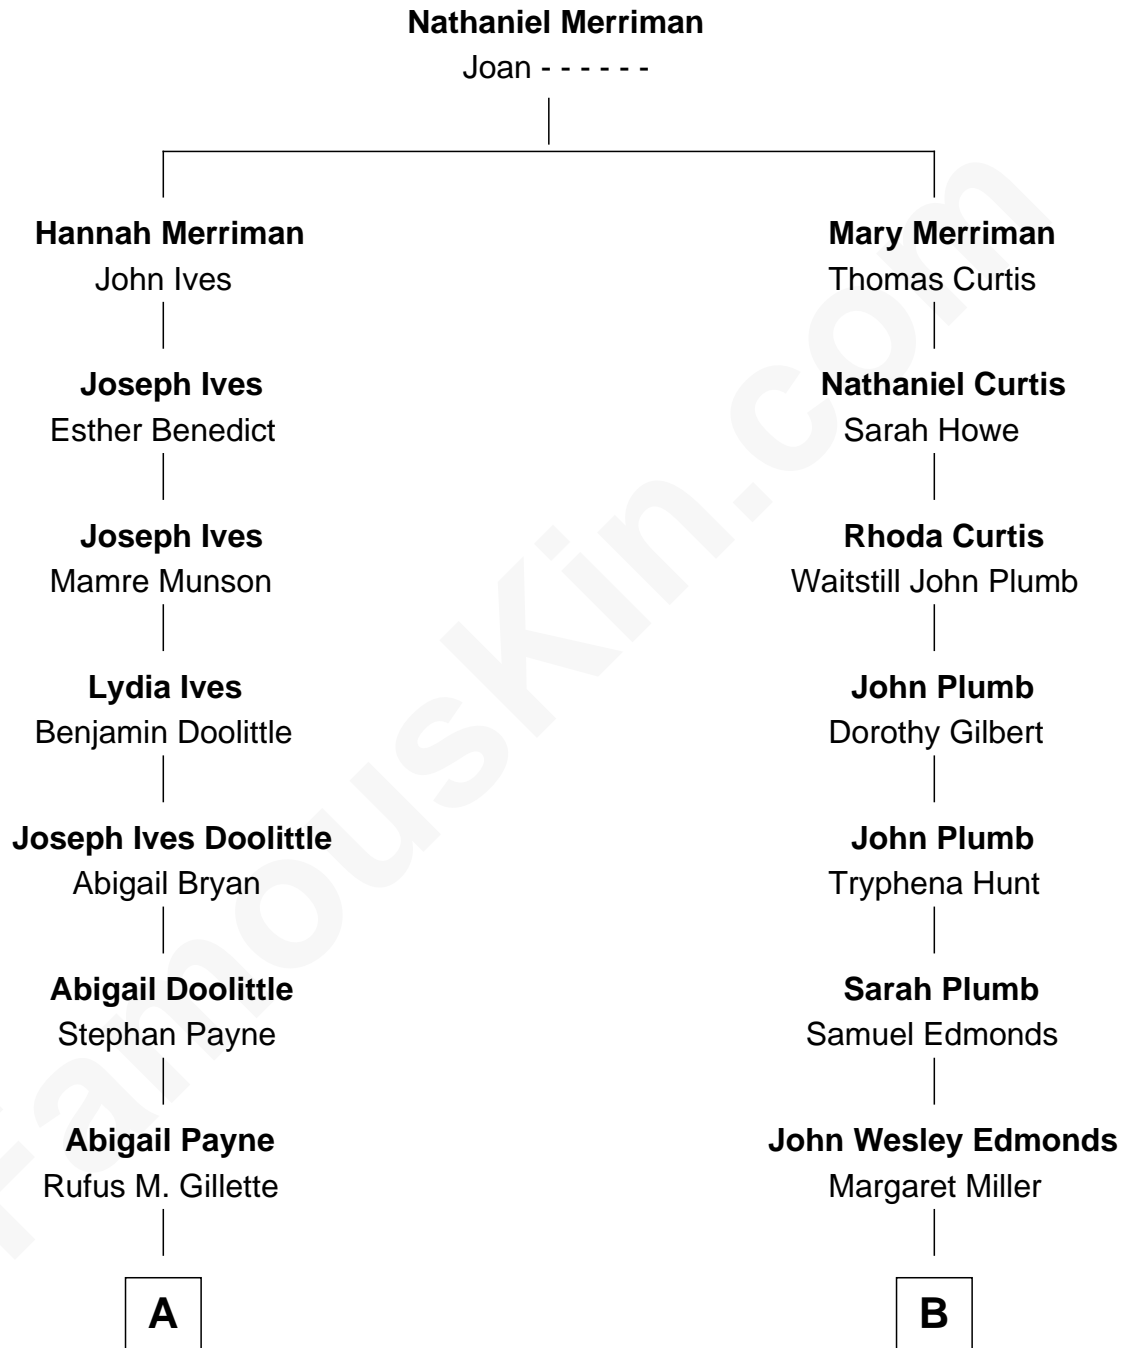 Nathaniel Merriman
Joan - - - - - -
Hannah Merriman
John Ives
Mary Merriman
Thomas Curtis
Joseph Ives
Esther Benedict
Nathaniel Curtis
Sarah Howe
Joseph Ives
Mamre Munson
Rhoda Curtis
Waitstill John Plumb
Lydia Ives
Benjamin Doolittle
John Plumb
Dorothy Gilbert
Joseph Ives Doolittle
Abigail Bryan
John Plumb
Tryphena Hunt
Abigail Doolittle
Stephan Payne
Sarah Plumb
Samuel Edmonds
Abigail Payne
Rufus M. Gillette
John Wesley Edmonds
Margaret Miller
A
B
FamousKin.com